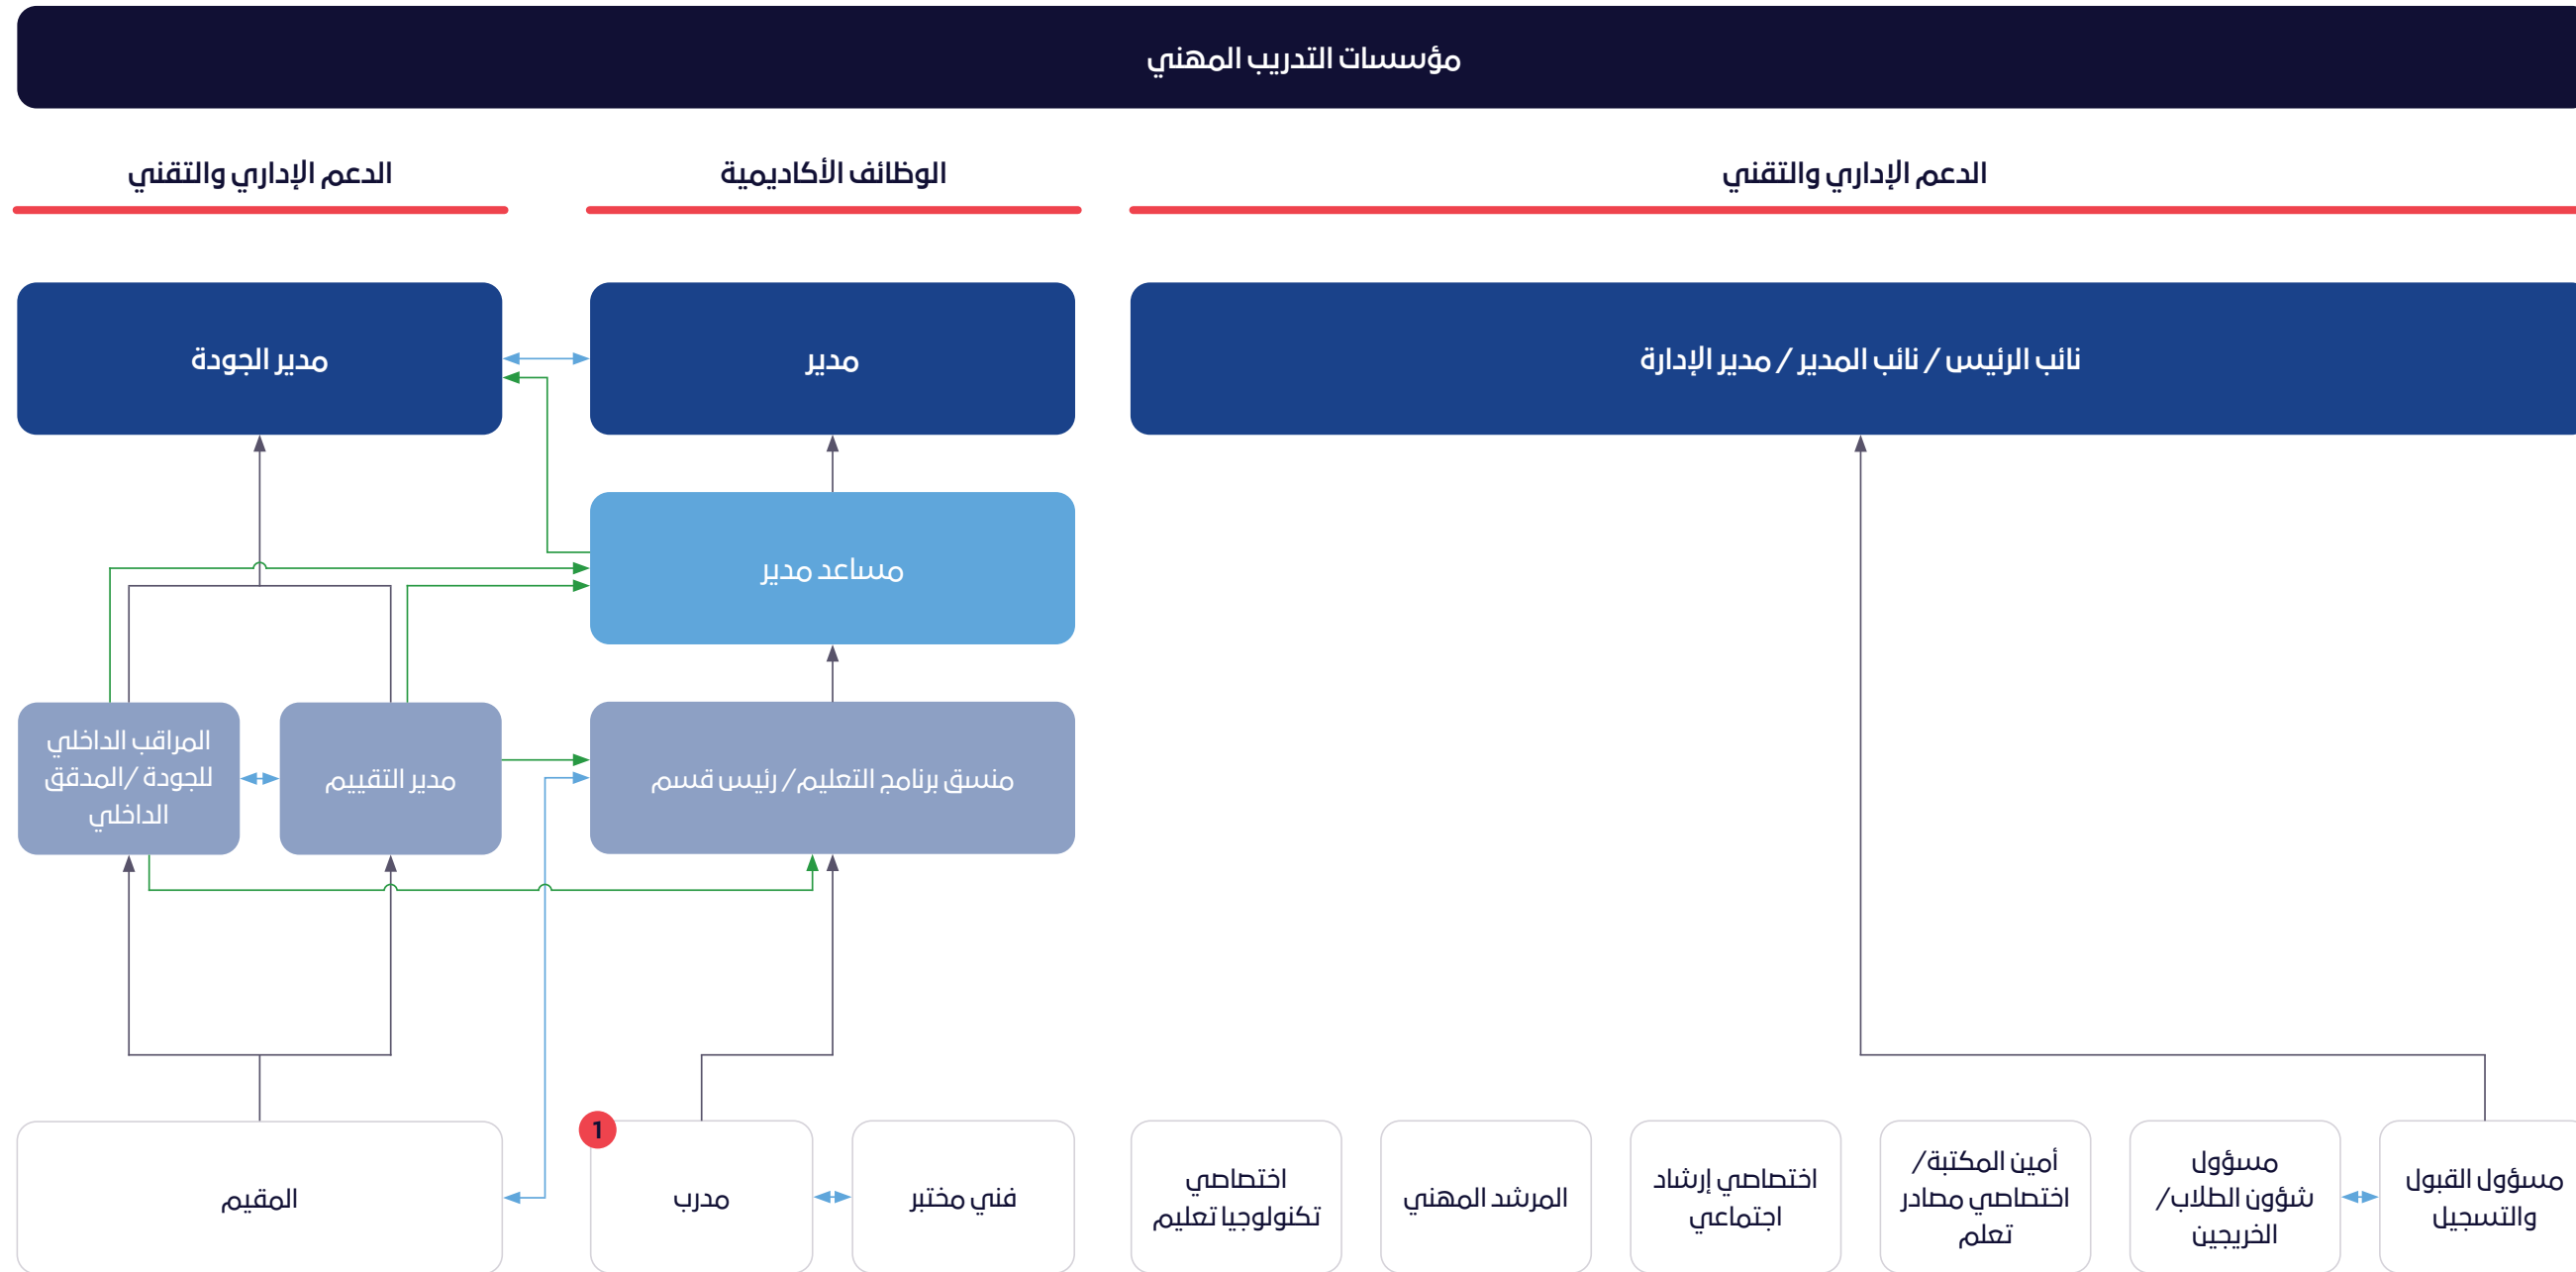 مؤسسات التدريب المهني
الدعم الإداري والتقني
الوظائف الأكاديمية
الدعم الإداري والتقني
نائب الرئيس / نائب المدير / مدير الإدارة
مدير
مدير الجودة
مساعد مدير
منسق برنامج التعليم/ رئيس قسم
مدير التقييم
المراقب الداخلي
للجودة /المدقق
الداخلي
مسؤول القبول
والتسجيل
مسؤول
شؤون الطلاب/
الخريجين
أمين المكتبة/
اختصاصي مصادر
تعلم
اختصاصي إرشاد
اجتماعي
المرشد المهني
اختصاصي
تكنولوجيا تعليم
فني مختبر
مدرب
1
المقيم